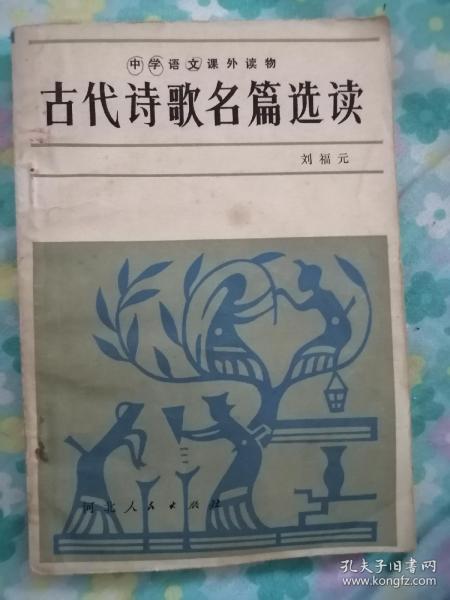 中学语文课外读物
古代诗歌名篇选读
刘福元
河北人民出版社
孔夫子旧书网
www.kongfz.com